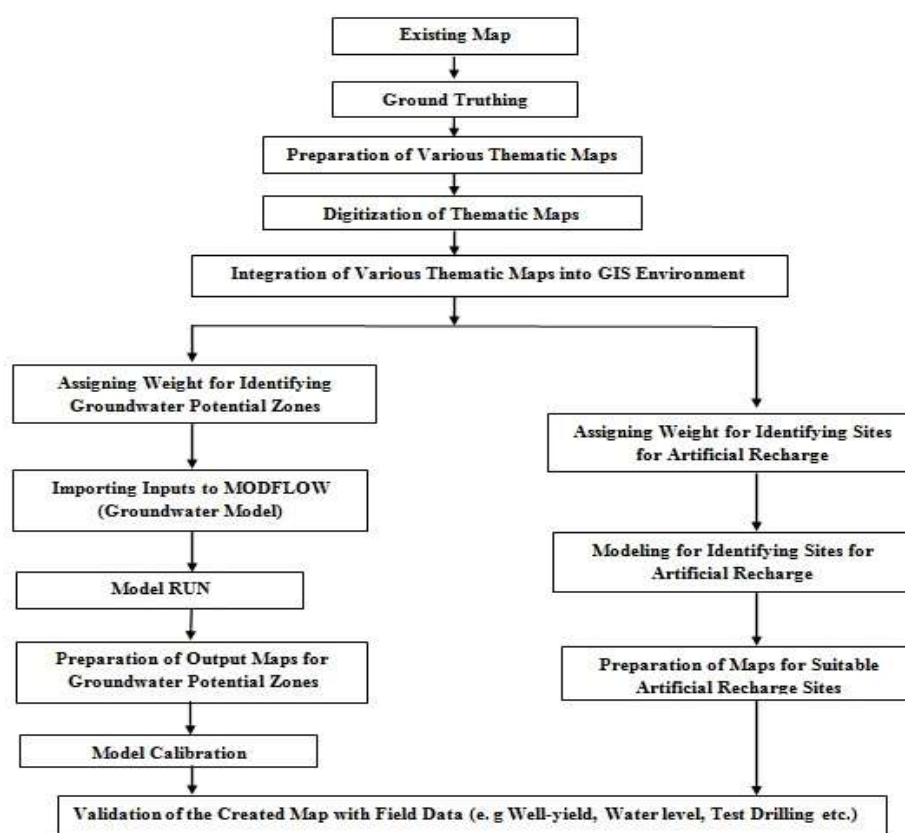 Existing Map
Ground Truthing
Preparation of Various Thematic Maps
Digitization of Thematic Maps
Integration of Various Thematic Maps into GIS Environment
Assigning Weight for Identifying
Groundwater Potential Zones
Importing Inputs to MODFLOW
(Groundwater Model)
Model RUN
Preparation of Output Maps for
Groundwater Potential Zones
Model Calibration
Assigning Weight for Identifying Sites
for Artificial Recharge
Modeling for Identifying Sites for
Artificial Recharge
Preparation of Maps for Suitable
Artificial Recharge Sites
Validation of the Created Map with Field Data (e. g Well-yield, Water level, Test Drilling etc.)